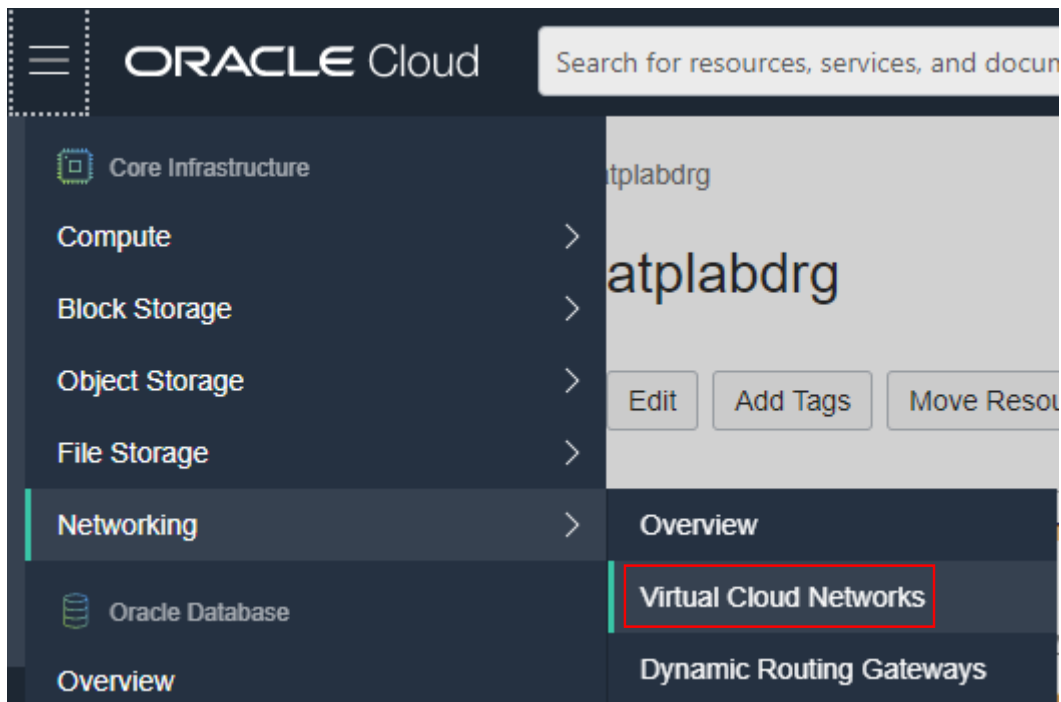 ORACLE Cloud
Search for resources, services, and docum
Core Infrastructure
Compute
Block Storage
Object Storage
File Storage
Networking
Oracle Database
Overview
tplabdrg
atplabdrg
Edit Add Tags Move Resou
Overview
Virtual Cloud Networks
Dynamic Routing Gateways